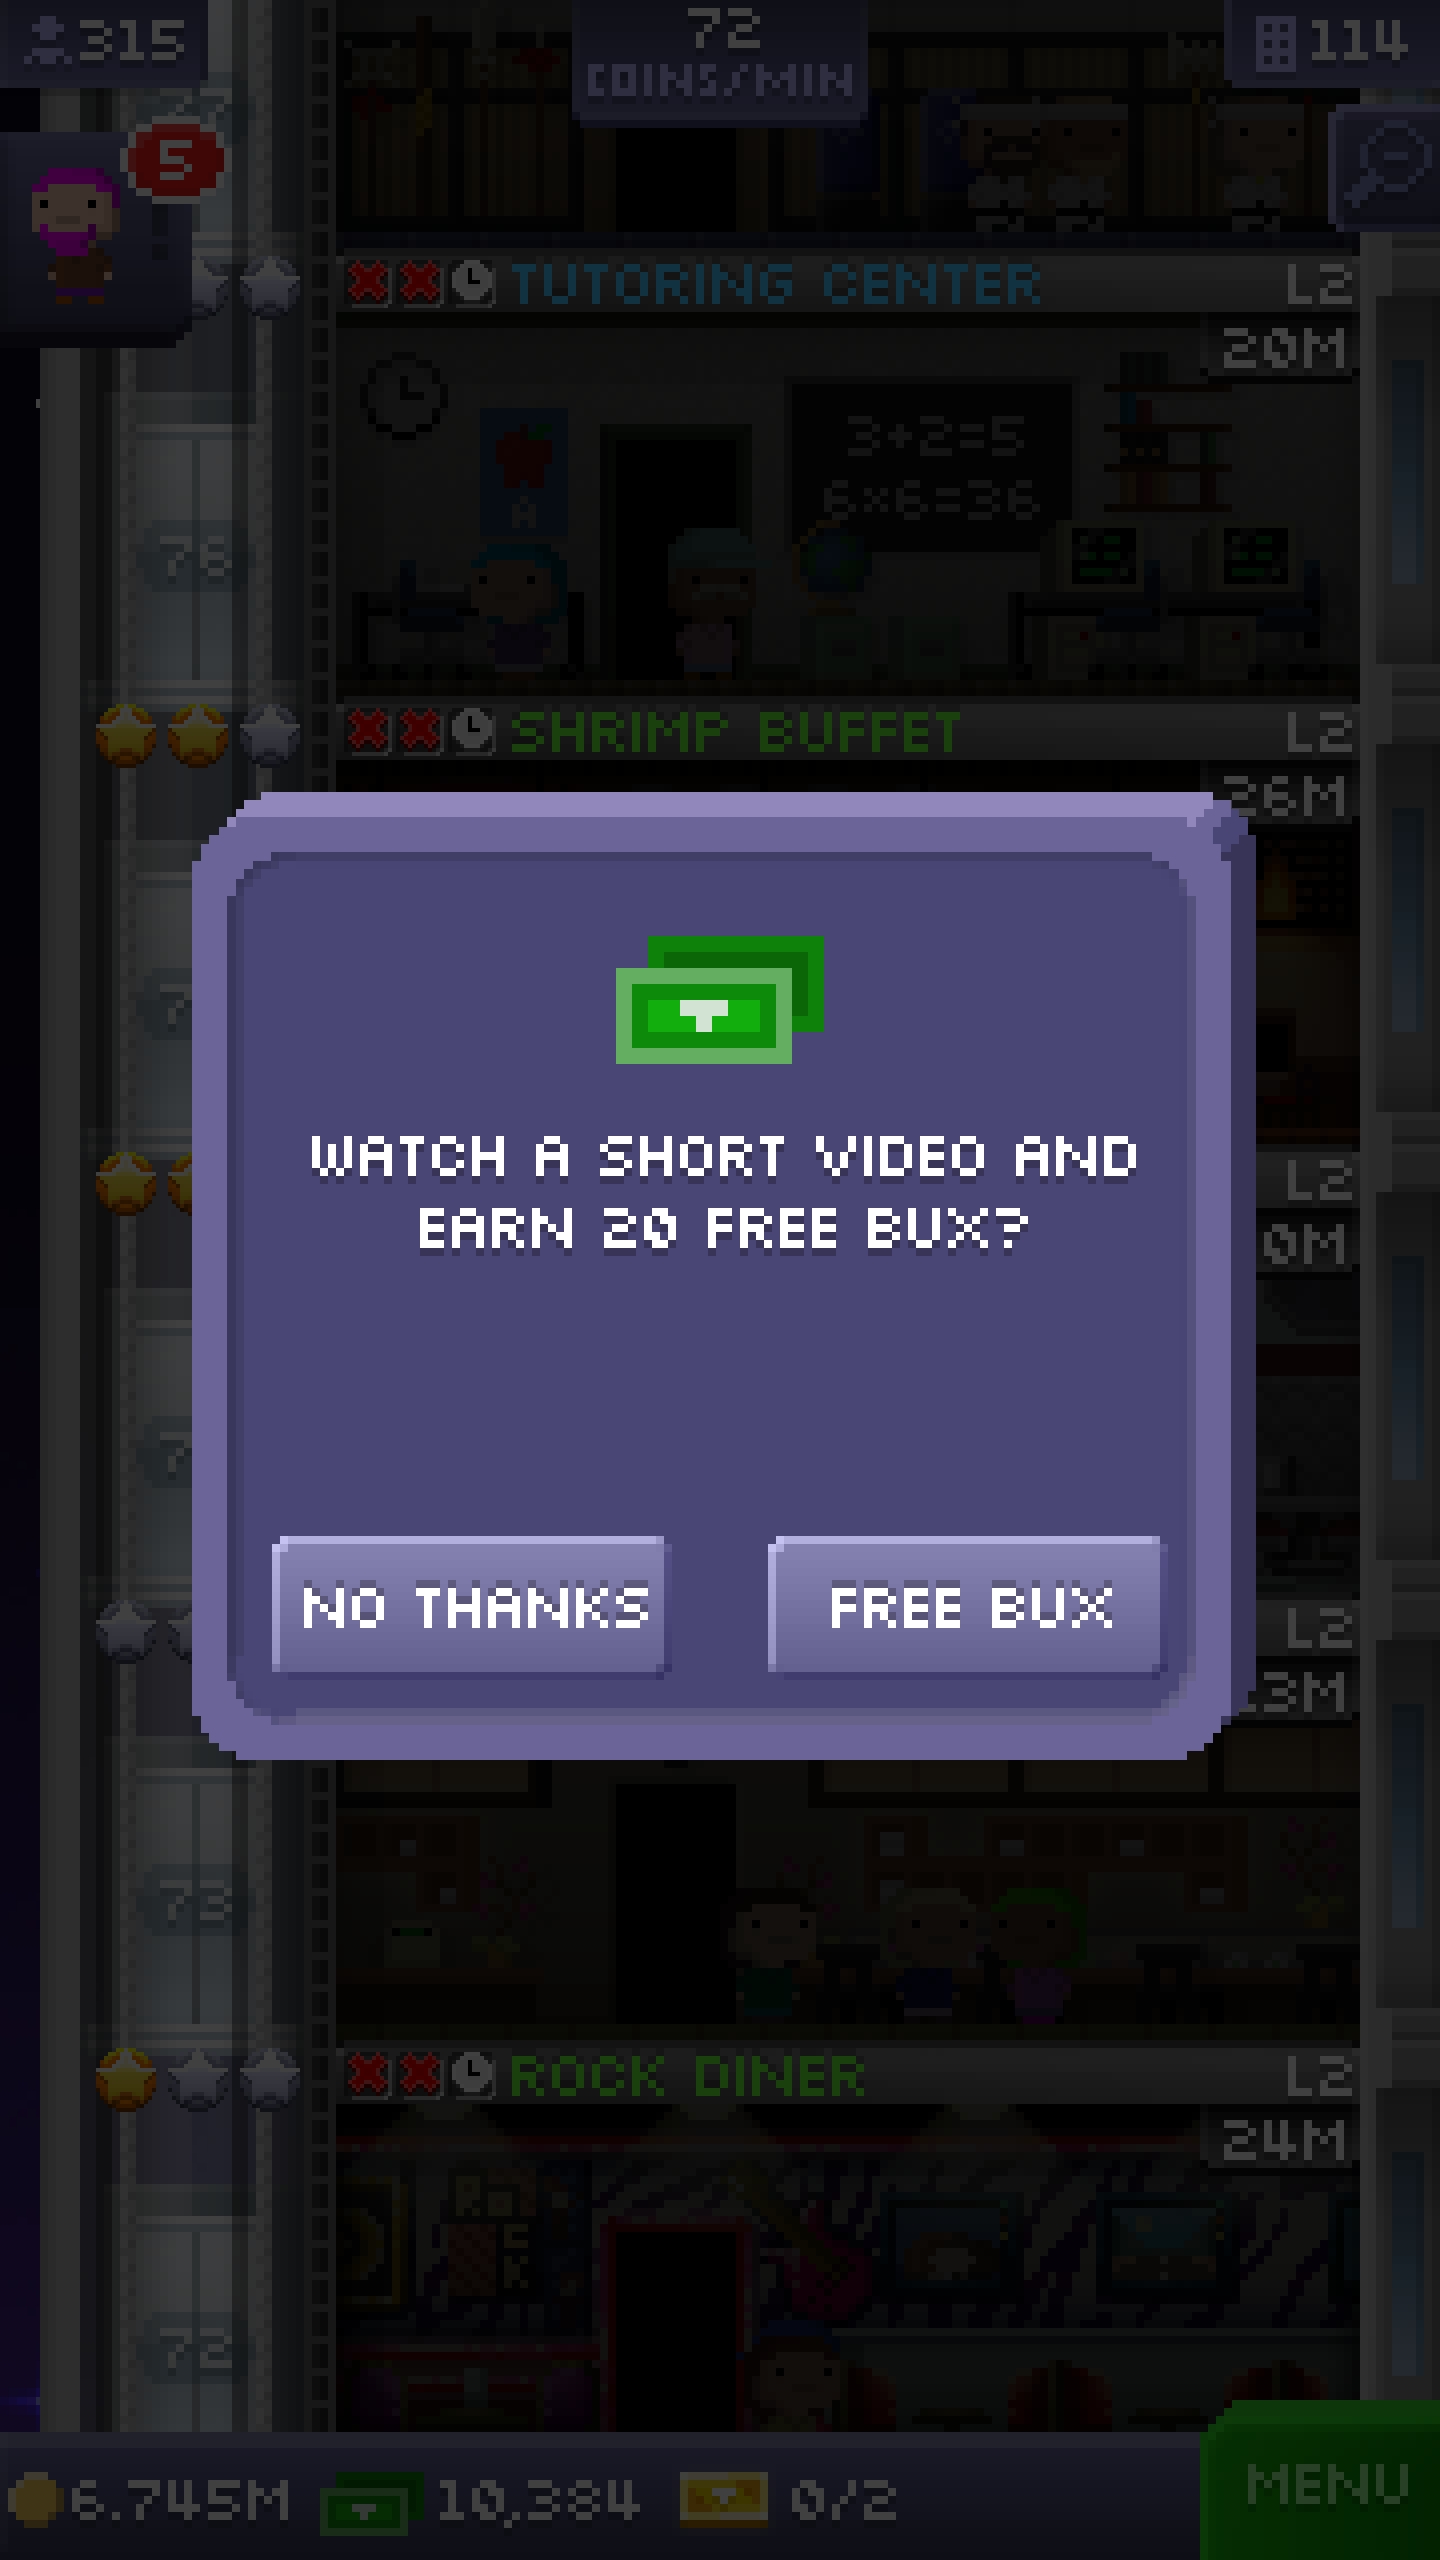 315
72
COINS/MIN
114
5
TUTORING CENTER
L2
20M
3+2=5
6×6=36
A
78
SHRIMP BUFFET
L2
26M
WATCH A SHORT VIDEO AND
EARN 20 FREE BUX?
L2
0M
NO THANKS
FREE BUX
L2
3M
73
ROCK DINER
L2
24M
72
6.745M
10,384
0/2
MENU